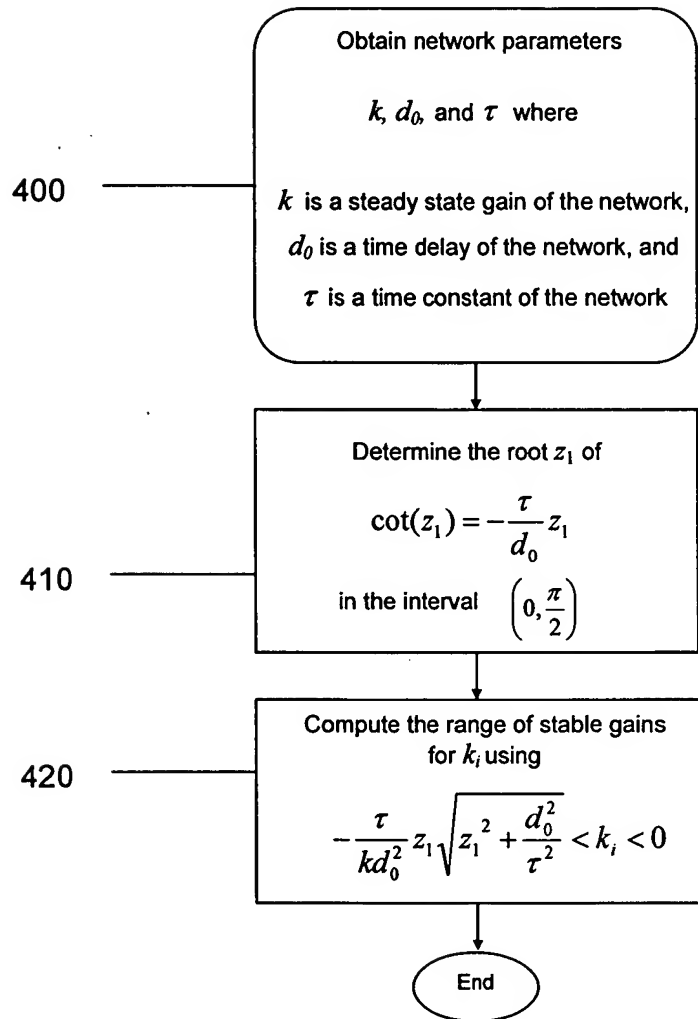 Obtain network parameters
k, d₀, and τ where
400
k is a steady state gain of the network,
d₀ is a time delay of the network, and
τ is a time constant of the network
Determine the root z₁ of
cot(z₁) = −(τ/d₀) z₁
410
in the interval (0, π/2)
Compute the range of stable gains
420
for kᵢ using
−(τ/(kd₀²)) z₁ √(z₁² + d₀²/τ²) < kᵢ < 0
End